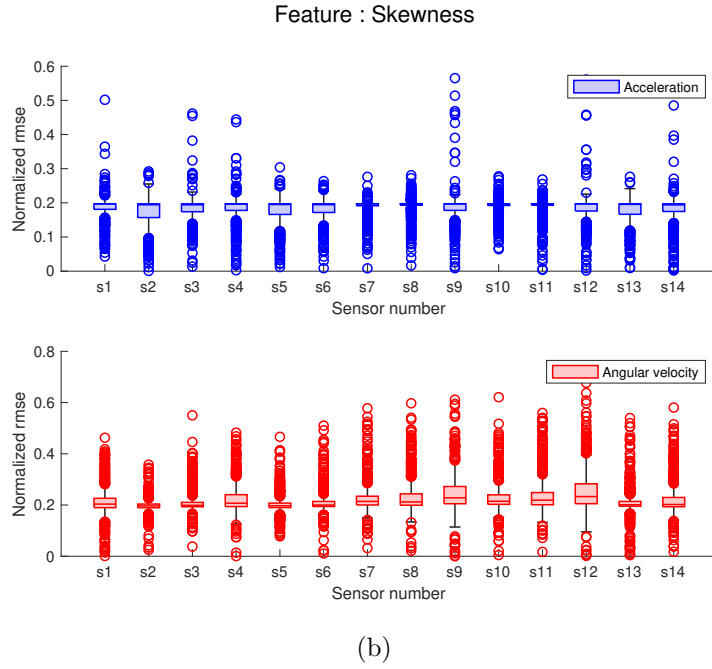 Feature : Skewness
Normalized rmse
0.6
0.5
0.4
0.3
0.2
0.1
0
Acceleration
s1 s2 s3 s4 s5 s6 s7 s8 s9 s10 s11 s12 s13 s14
Sensor number
Normalized rmse
0.8
0.6
0.4
0.2
0
Angular velocity
s1 s2 s3 s4 s5 s6 s7 s8 s9 s10 s11 s12 s13 s14
Sensor number
(b)